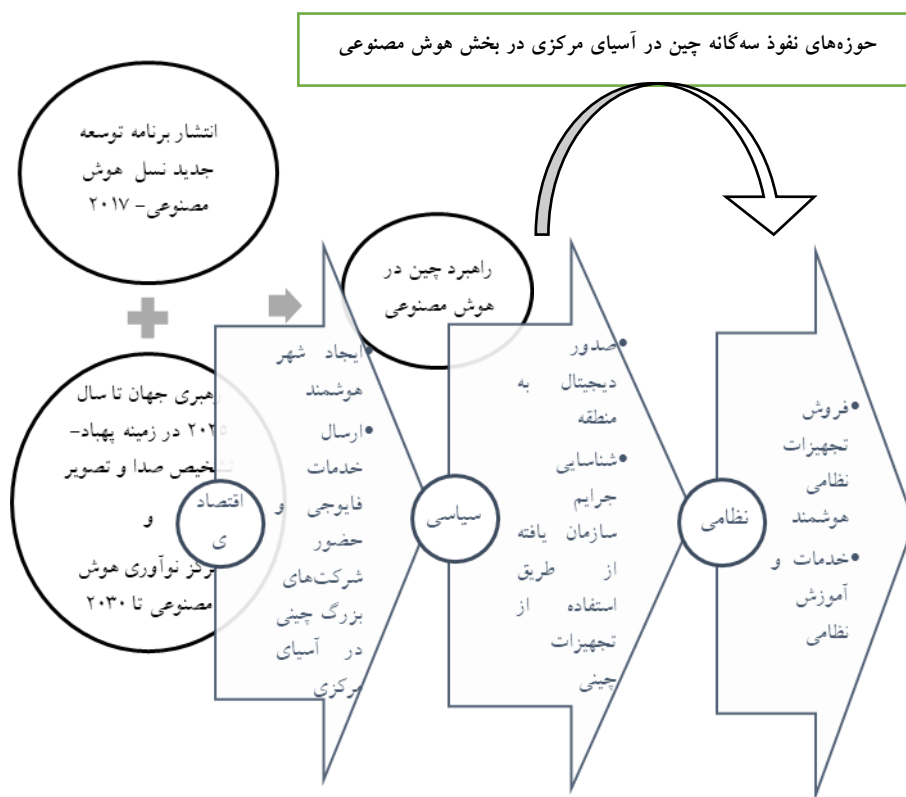 حوزه‌های نفوذ سه‌گانه چین در آسیای مرکزی در بخش هوش مصنوعی
انتشار برنامه توسعه
جدید نسل هوش
مصنوعی- ۲۰۱۷
راهبرد چین در
هوش مصنوعی
رهبری جهان تا سال
۲۰۲۵ در زمینه پهباد-
تشخیص صدا و تصویر
و
مرکز نوآوری هوش
مصنوعی تا ۲۰۳۰
اقتصاد
ی
•ایجاد شهر
هوشمند
•ارسال
خدمات
فایوجی و
حضور
شرکت‌های
بزرگ چینی
در آسیای
مرکزی
سیاسی
•صدور
دیجیتال به
منطقه
•شناسایی
جرایم
سازمان یافته
از طریق
استفاده از
تجهیزات
چینی
نظامی
•فروش
تجهیزات
نظامی
هوشمند
•خدمات و
آموزش
نظامی